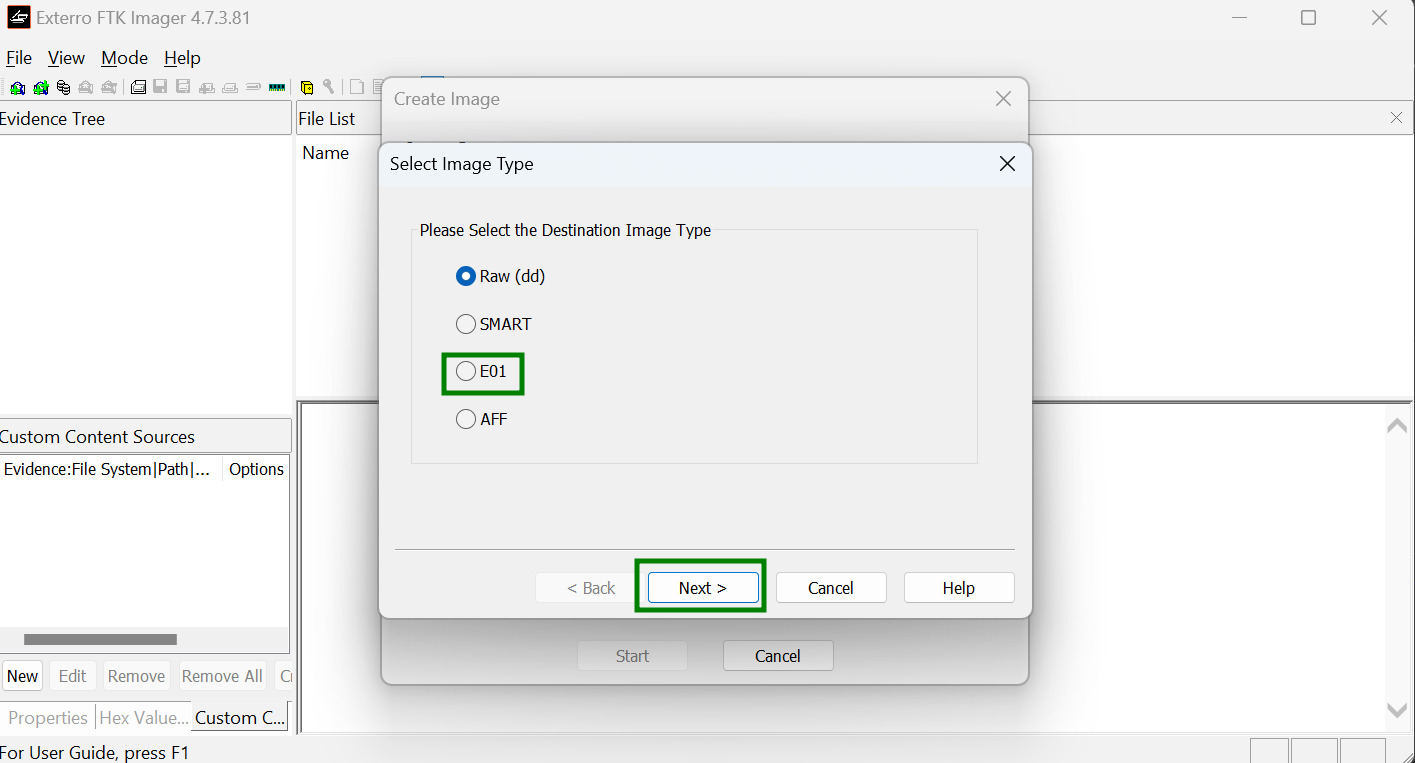 Exterro FTK Imager 4.7.3.81
File View Mode Help
Create Image
Evidence Tree
File List
Name
Select Image Type
Please Select the Destination Image Type
Raw (dd)
SMART
E01
AFF
Custom Content Sources
Evidence:File System|Path|... Options
< Back Next > Cancel Help
Start Cancel
New Edit Remove Remove All
Properties Hex Value... Custom C...
For User Guide, press F1